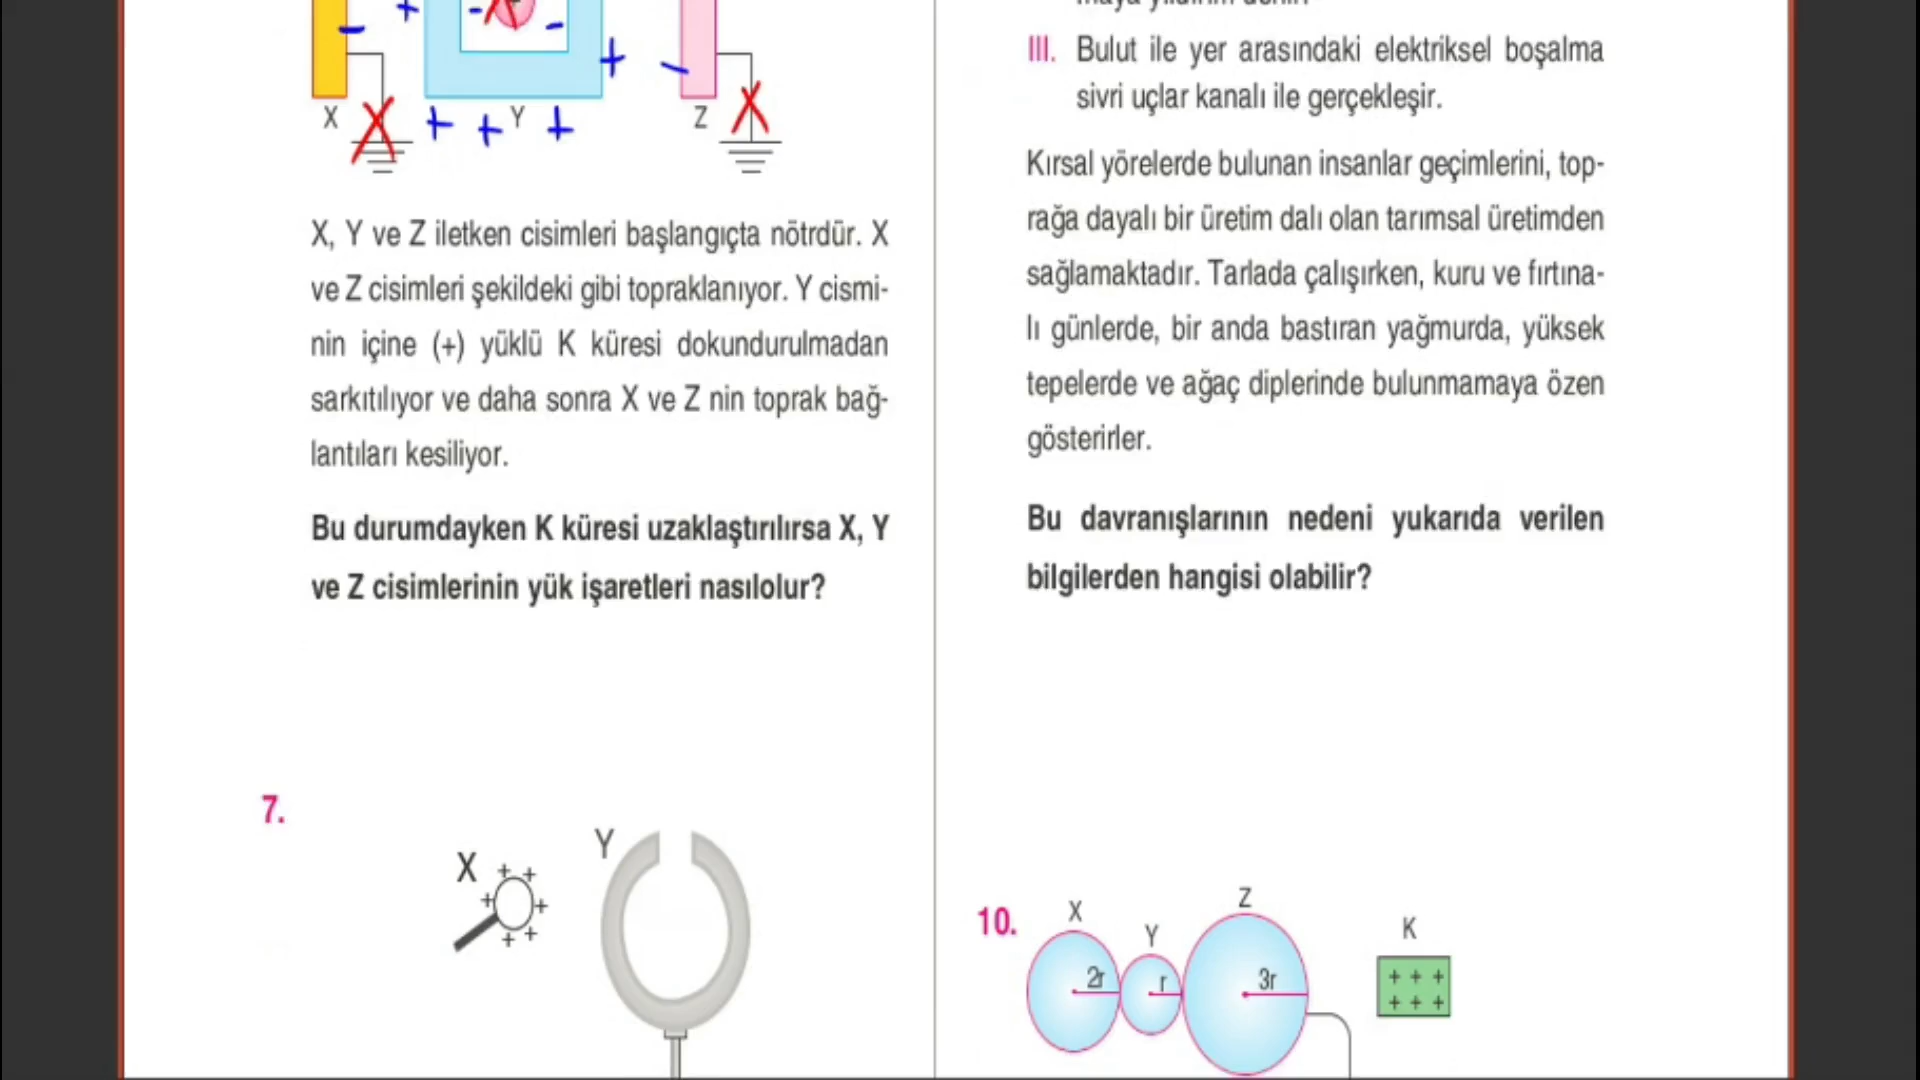 X
Y
Z
X, Y ve Z iletken cisimleri başlangıçta nötrdür. X
ve Z cisimleri şekildeki gibi topraklanıyor. Y cismi-
nin içine (+) yüklü K küresi dokundurulmadan
sarkıtılıyor ve daha sonra X ve Z nin toprak bağ-
lantıları kesiliyor.
Bu durumdayken K küresi uzaklaştırılırsa X, Y
ve Z cisimlerinin yük işaretleri nasılolur?
7.
X
Y
III. Bulut ile yer arasındaki elektriksel boşalma
sivri uçlar kanalı ile gerçekleşir.
Kırsal yörelerde bulunan insanlar geçimlerini, top-
rağa dayalı bir üretim dalı olan tarımsal üretimden
sağlamaktadır. Tarlada çalışırken, kuru ve fırtına-
lı günlerde, bir anda bastıran yağmurda, yüksek
tepelerde ve ağaç diplerinde bulunmamaya özen
gösterirler.
Bu davranışlarının nedeni yukarıda verilen
bilgilerden hangisi olabilir?
10.
X
Y
Z
K
2r
r
3r
+ + +
+ + +